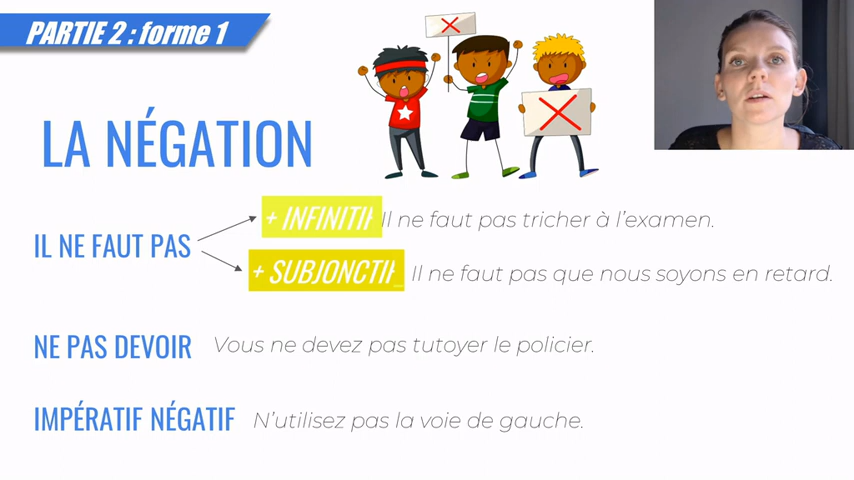 PARTIE 2 : forme 1
LA NÉGATION
IL NE FAUT PAS
+ INFINITIF Il ne faut pas tricher à l'examen.
+ SUBJONCTIF Il ne faut pas que nous soyons en retard.
NE PAS DEVOIR Vous ne devez pas tutoyer le policier.
IMPÉRATIF NÉGATIF N'utilisez pas la voie de gauche.